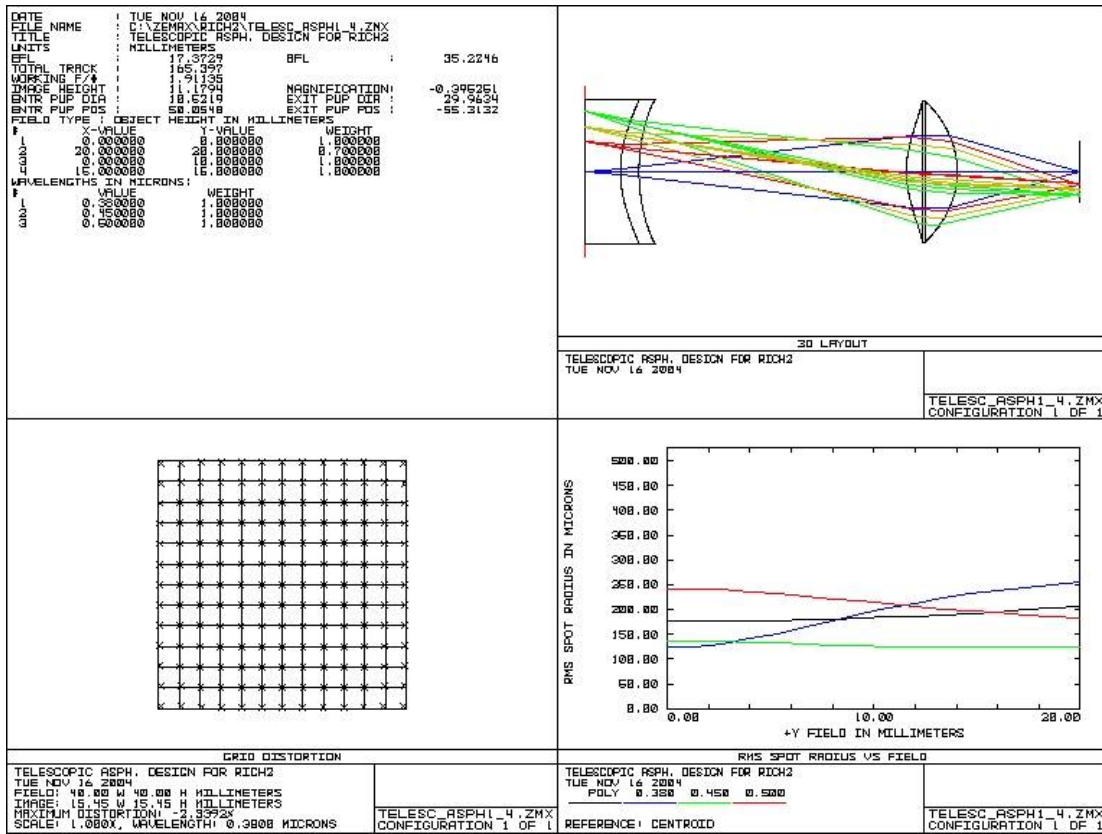 DATE : TUE NOV 16 2004
FILE NAME : C:\ZEMAX\RICH2\TELESC_ASPH1_4.ZMX
TITLE : TELESCOPIC ASPH. DESIGN FOR RICH2
UNITS : MILLIMETERS
EFL : 17.3729 BFL : 35.2246
TOTAL TRACK : 165.397
WORKING F/# : 1.91135
IMAGE HEIGHT : 11.1794 MAGNIFICATION: -0.395251
ENTR PUP DIA : EXIT PUP DIA : 29.9634
ENTR PUP POS : 50.0548 EXIT PUP POS : -55.3132
FIELD TYPE : OBJECT HEIGHT IN MILLIMETERS
# X-VALUE Y-VALUE WEIGHT
1 0.000000 0.000000 1.000000
2 20.000000 20.000000 0.700000
3 0.000000 10.000000 1.000000
4 15.000000 15.000000 1.000000
WAVELENGTHS IN MICRONS:
# VALUE WEIGHT
1 0.380000 1.000000
2 0.450000 1.000000
3 0.500000 1.000000
3D LAYOUT
TELESCOPIC ASPH. DESIGN FOR RICH2
TUE NOV 16 2004
TELESC_ASPH1_4.ZMX
CONFIGURATION 1 OF 1
GRID DISTORTION
TELESCOPIC ASPH. DESIGN FOR RICH2
TUE NOV 16 2004
FIELD: 40.00 W 40.00 H MILLIMETERS
IMAGE: 15.45 W 15.45 H MILLIMETERS
MAXIMUM DISTORTION: -2.3392%
SCALE: 1.000X, WAVELENGTH: 0.3800 MICRONS
TELESC_ASPH1_4.ZMX
CONFIGURATION 1 OF 1
RMS SPOT RADIUS IN MICRONS
500.00
450.00
400.00
350.00
300.00
250.00
200.00
150.00
100.00
50.00
0.00
0.00 10.00 20.00
+Y FIELD IN MILLIMETERS
RMS SPOT RADIUS VS FIELD
TELESCOPIC ASPH. DESIGN FOR RICH2
TUE NOV 16 2004
POLY 0.380 0.450 0.500
REFERENCE: CENTROID
TELESC_ASPH1_4.ZMX
CONFIGURATION 1 OF 1